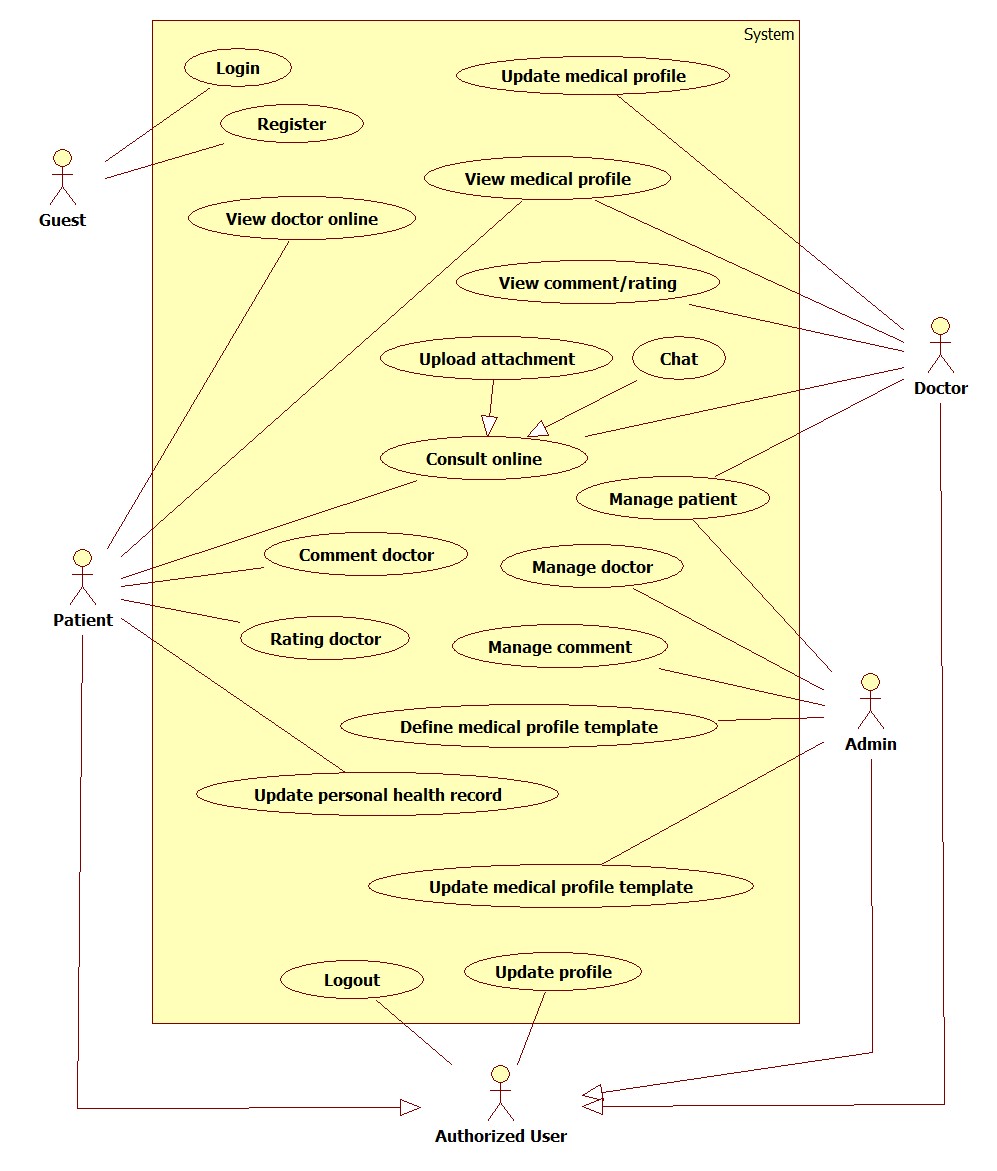 System
Login
Update medical profile
Register
View medical profile
Guest
View doctor online
View comment/rating
Upload attachment
Chat
Doctor
Consult online
Manage patient
Comment doctor
Manage doctor
Patient
Rating doctor
Manage comment
Define medical profile template
Admin
Update personal health record
Update medical profile template
Logout
Update profile
Authorized User